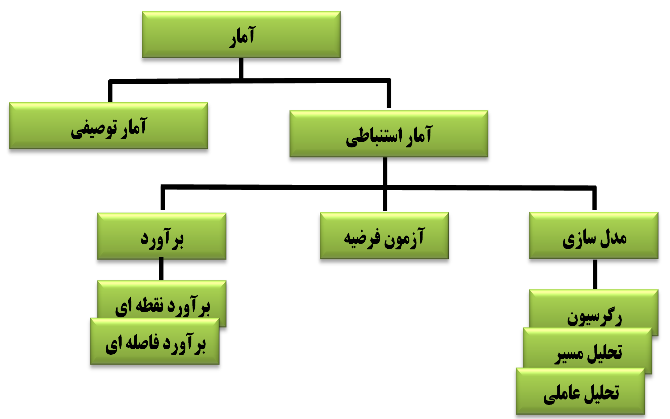 آمار
آمار توصیفی
آمار استنباطی
برآورد
آزمون فرضیه
مدل سازی
برآورد نقطه ای
برآورد فاصله ای
رگرسیون
تحلیل مسیر
تحلیل عاملی